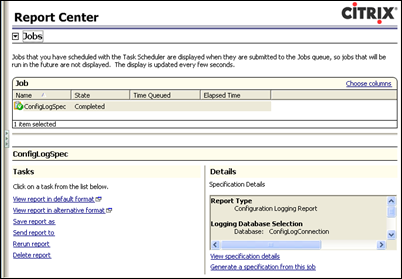 Report Center
CITRIX
Jobs
Jobs that you have scheduled with the Task Scheduler are displayed when they are submitted to the Jobs queue, so jobs that will be
run in the future are not displayed. The display is updated every few seconds.
Job
Choose columns
Name State Time Queued Elapsed Time
ConfigLogSpec Completed
1 item selected
ConfigLogSpec
Tasks
Click on a task from the list below.
View report in default format
View report in alternative format
Save report as
Send report to
Rerun report
Delete report
Details
Specification Details
Report Type
Configuration Logging Report
Logging Database Selection
Database: ConfigLogConnection
View specification details
Generate a specification from this job